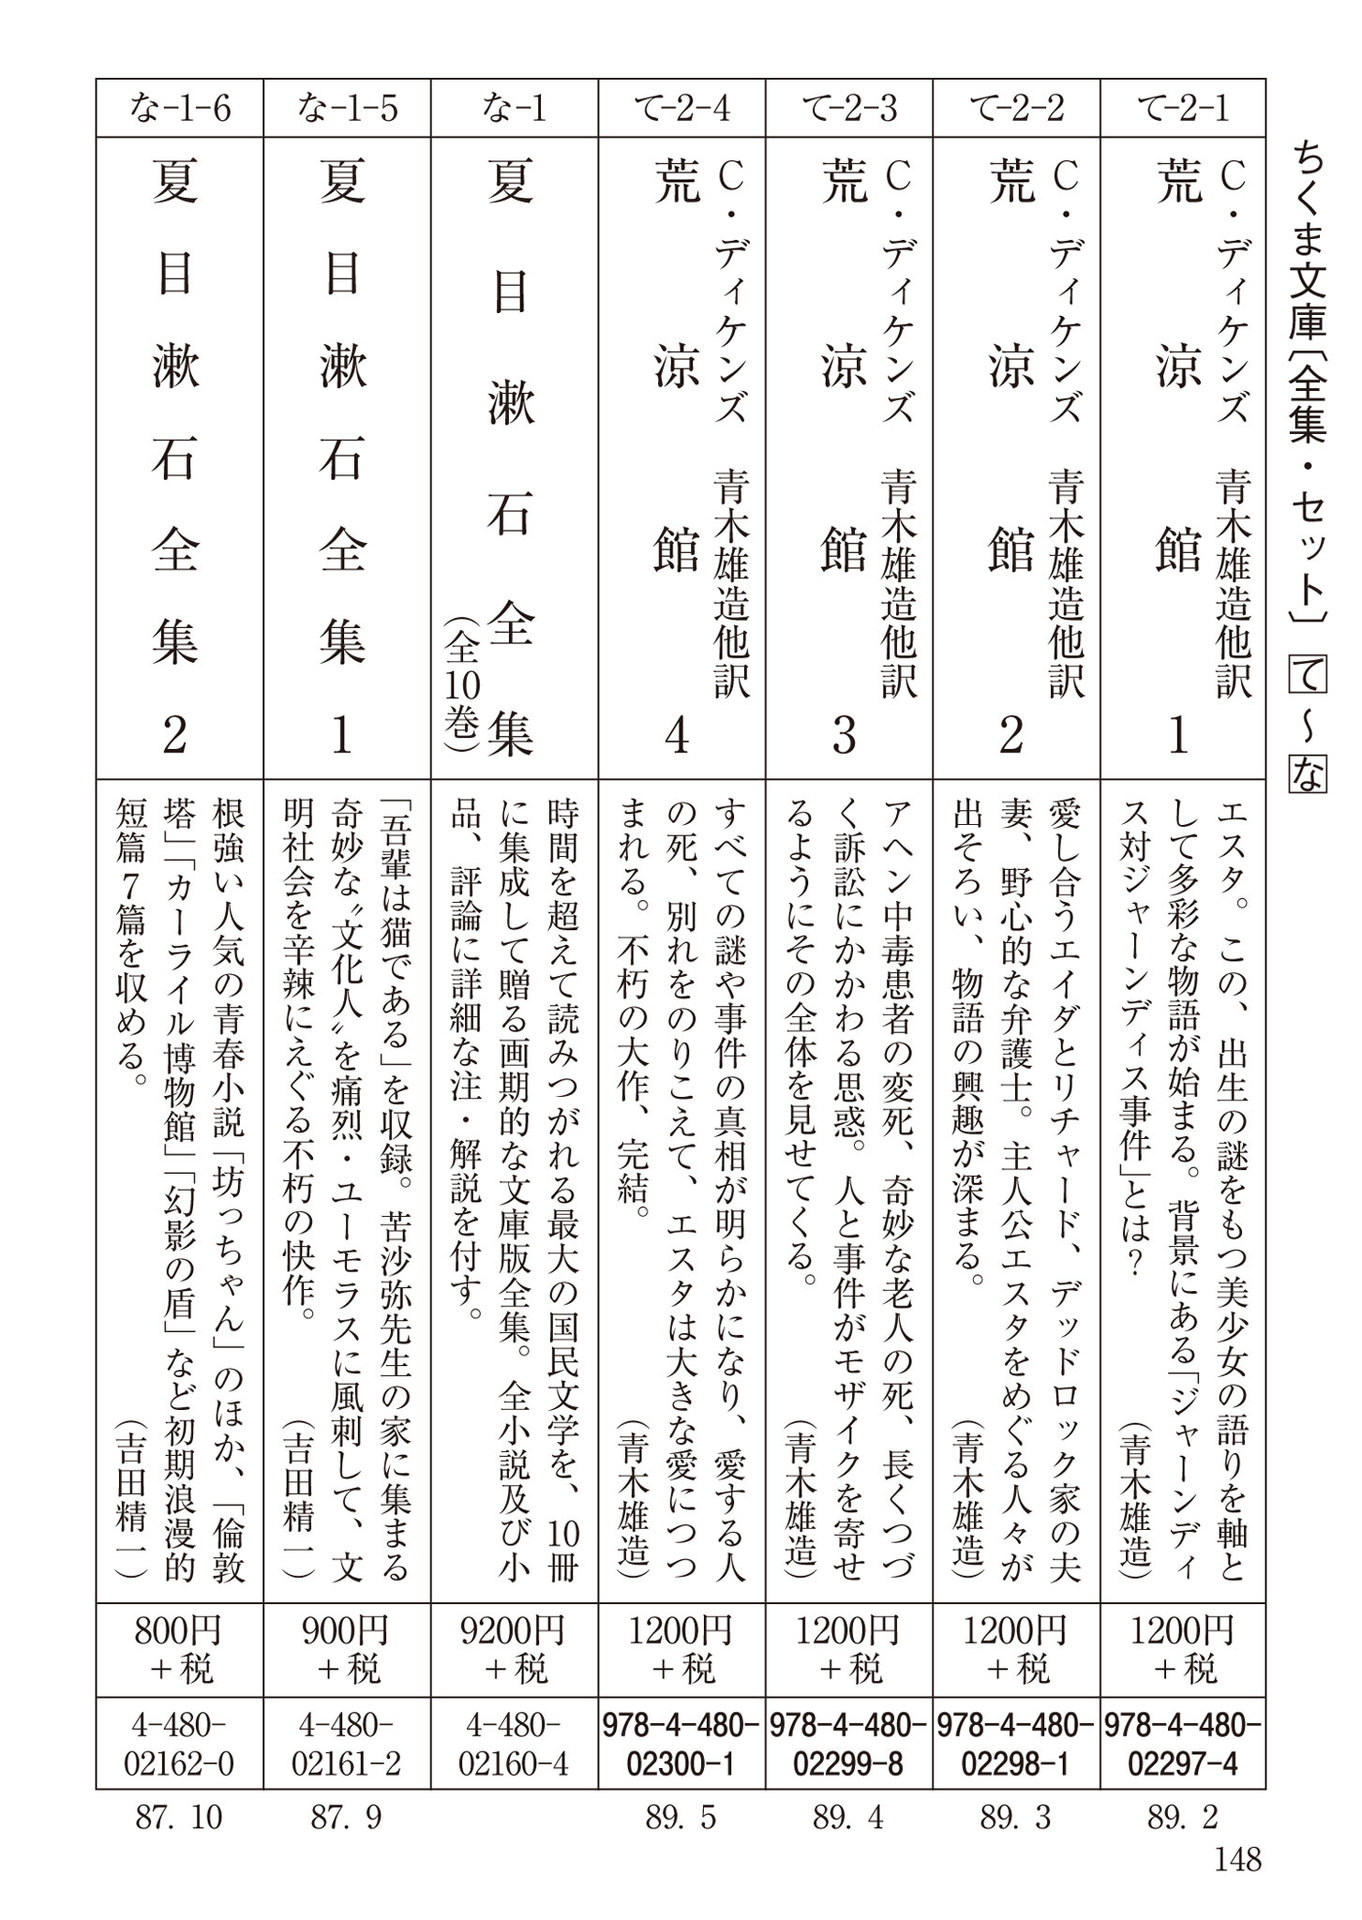 ちくま文庫〔全集・セット〕 て～な
て-2-1
C・ディケンズ 青木雄造他訳
荒涼館 1
エスタ。この、出生の謎をもつ美少女の語りを軸と
して多彩な物語が始まる。背景にある「ジャーンディ
ス対ジャーンディス事件」とは？
（青木雄造）
1200円
＋税
978-4-480-
02297-4
89. 2
て-2-2
C・ディケンズ 青木雄造他訳
荒涼館 2
愛し合うエイダとリチャード、デッドロック家の夫
妻、野心的な弁護士。主人公エスタをめぐる人々が
出そろい、物語の興趣が深まる。
（青木雄造）
1200円
＋税
978-4-480-
02298-1
89. 3
て-2-3
C・ディケンズ 青木雄造他訳
荒涼館 3
アヘン中毒患者の変死、奇妙な老人の死、長くつづ
く訴訟にかかわる思惑。人と事件がモザイクを寄せ
るようにその全体を見せてくる。
（青木雄造）
1200円
＋税
978-4-480-
02299-8
89. 4
て-2-4
C・ディケンズ 青木雄造他訳
荒涼館 4
すべての謎や事件の真相が明らかになり、愛する人
の死、別れをのりこえて、エスタは大きな愛につつ
まれる。不朽の大作、完結。
（青木雄造）
1200円
＋税
978-4-480-
02300-1
89. 5
な-1
夏目漱石全集
（全10巻）
時間を超えて読みつがれる最大の国民文学を、10冊
に集成して贈る画期的な文庫版全集。全小説及び小
品、評論に詳細な注・解説を付す。
9200円
＋税
4-480-
02160-4
な-1-5
夏目漱石全集 1
「吾輩は猫である」を収録。苦沙弥先生の家に集まる
奇妙な〝文化人〟を痛烈・ユーモラスに風刺して、文
明社会を辛辣にえぐる不朽の快作。
（吉田精一）
900円
＋税
4-480-
02161-2
87. 9
な-1-6
夏目漱石全集 2
根強い人気の青春小説「坊っちゃん」のほか、「倫敦
塔」「カーライル博物館」「幻影の盾」など初期浪漫的
短篇7篇を収める。
（吉田精一）
800円
＋税
4-480-
02162-0
87. 10
148